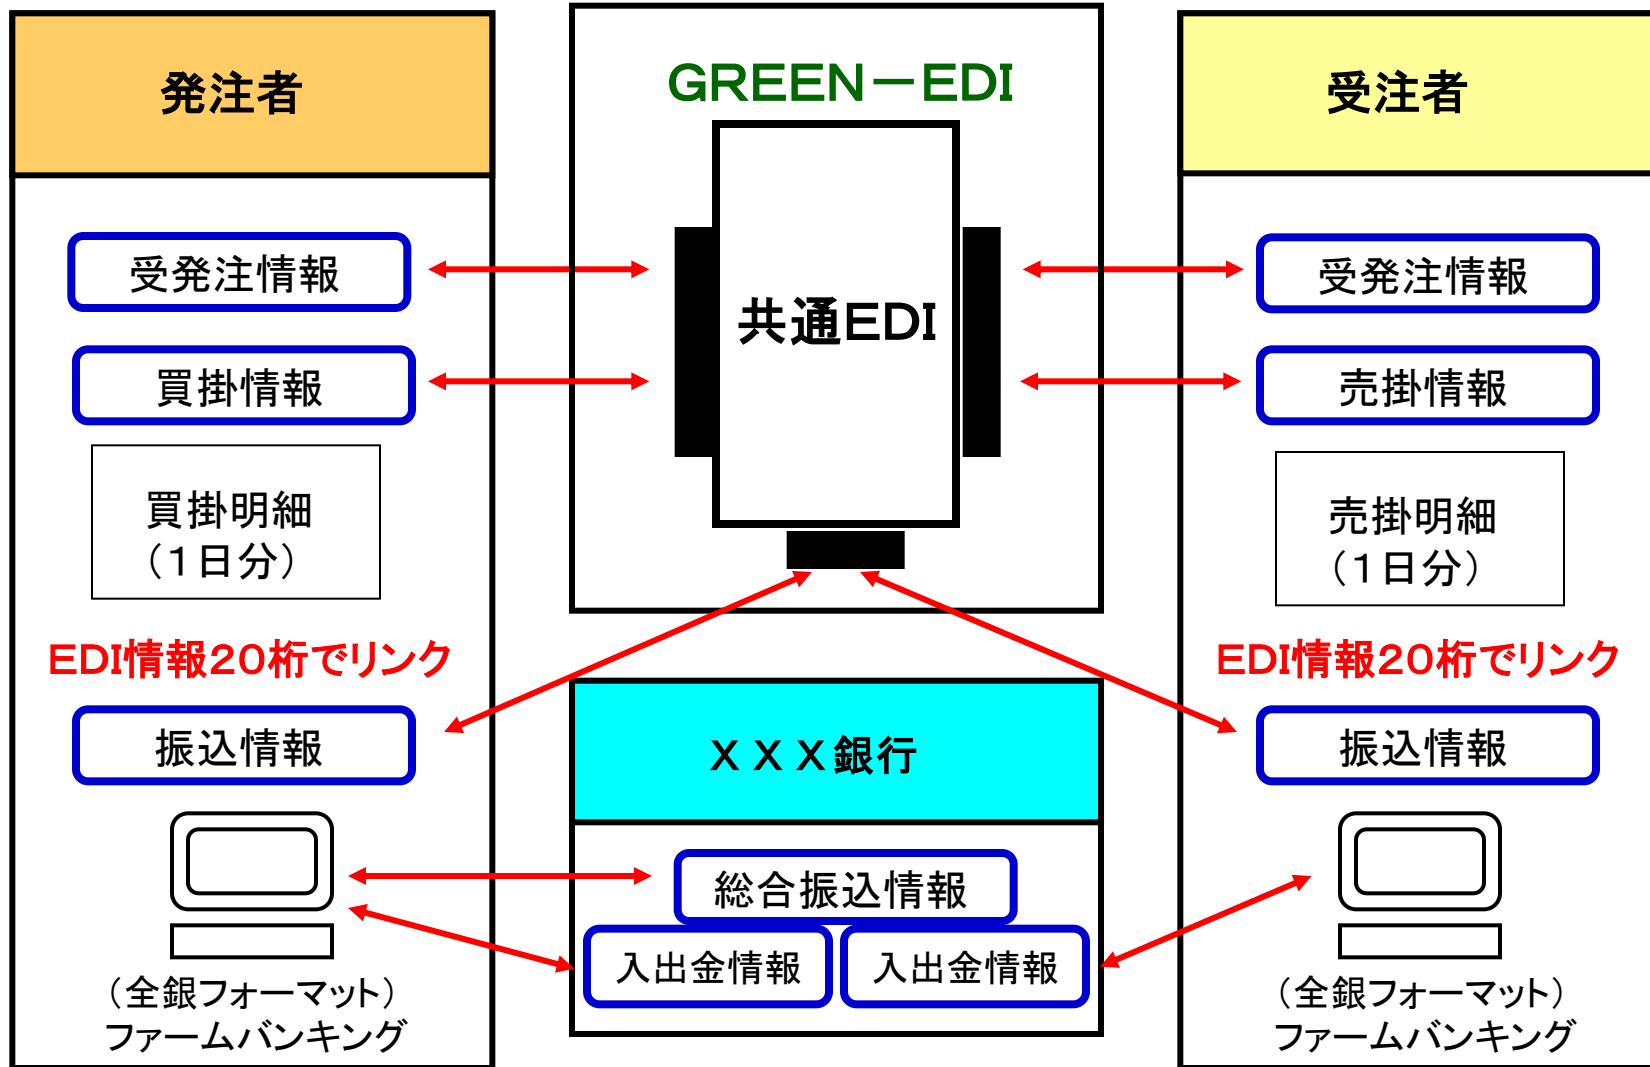 発注者
受発注情報
買掛情報
買掛明細
（１日分）
ＥＤＩ情報２０桁でリンク
振込情報
（全銀フォーマット）
ファームバンキング
ＧＲＥＥＮ－ＥＤＩ
共通ＥＤＩ
ＸＸＸ銀行
総合振込情報
入出金情報
入出金情報
受注者
受発注情報
売掛情報
売掛明細
（１日分）
ＥＤＩ情報２０桁でリンク
振込情報
（全銀フォーマット）
ファームバンキング